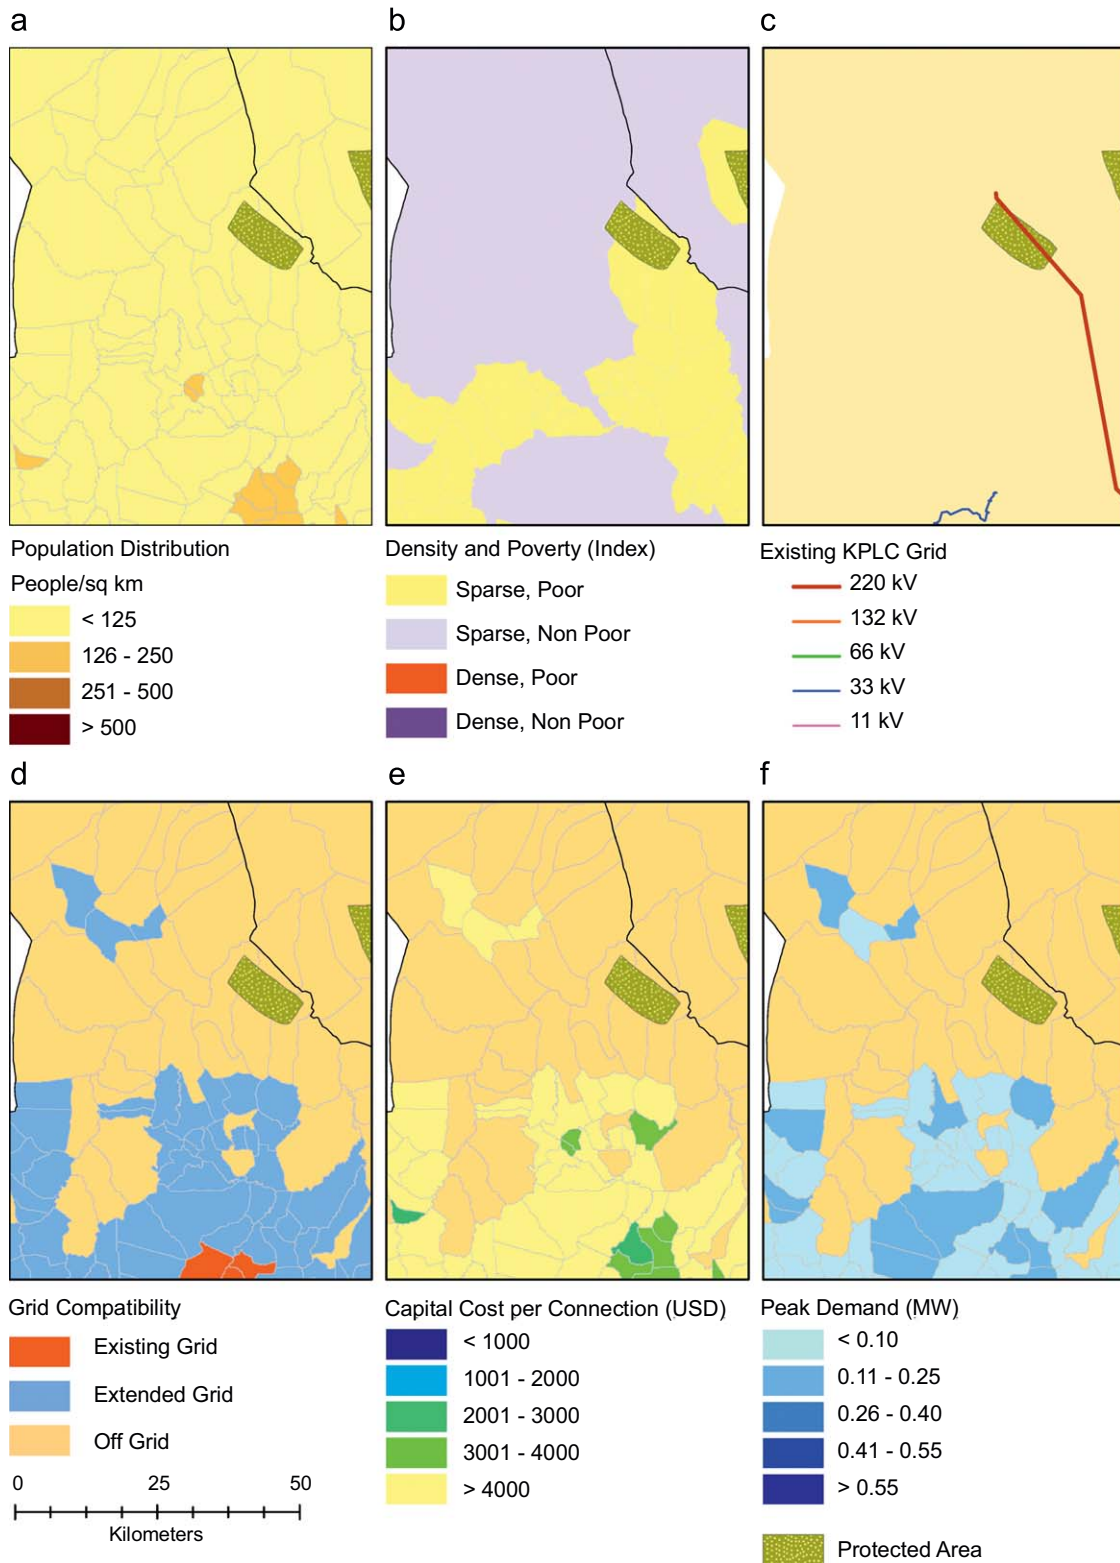 a
b
c
Population Distribution
People/sq km
< 125
126 - 250
251 - 500
> 500
Density and Poverty (Index)
Sparse, Poor
Sparse, Non Poor
Dense, Poor
Dense, Non Poor
Existing KPLC Grid
220 kV
132 kV
66 kV
33 kV
11 kV
d
e
f
Grid Compatibility
Existing Grid
Extended Grid
Off Grid
0 25 50
Kilometers
Capital Cost per Connection (USD)
< 1000
1001 - 2000
2001 - 3000
3001 - 4000
> 4000
Peak Demand (MW)
< 0.10
0.11 - 0.25
0.26 - 0.40
0.41 - 0.55
> 0.55
Protected Area